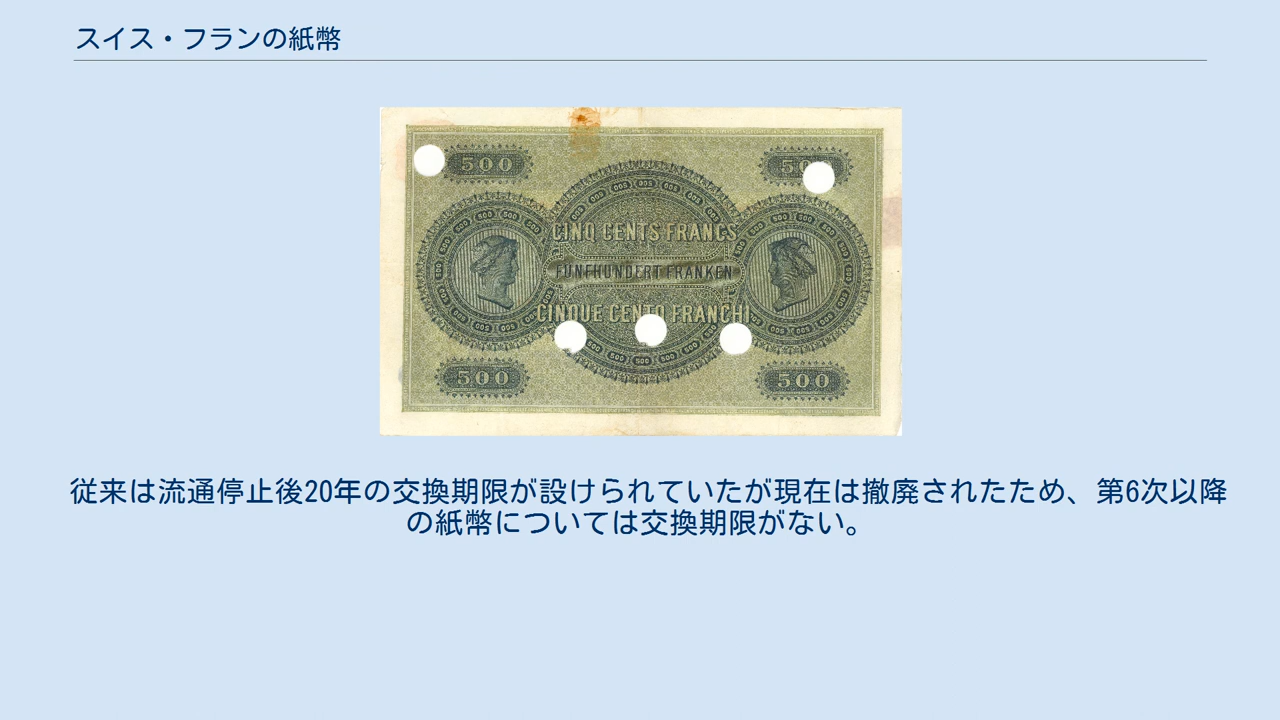 スイス・フランの紙幣
500
500
CINQ CENTS FRANCS
FÜNFHUNDERT FRANKEN
CINQUE CENTO FRANCHI
500
500
従来は流通停止後20年の交換期限が設けられていたが現在は撤廃されたため、第6次以降
の紙幣については交換期限がない。